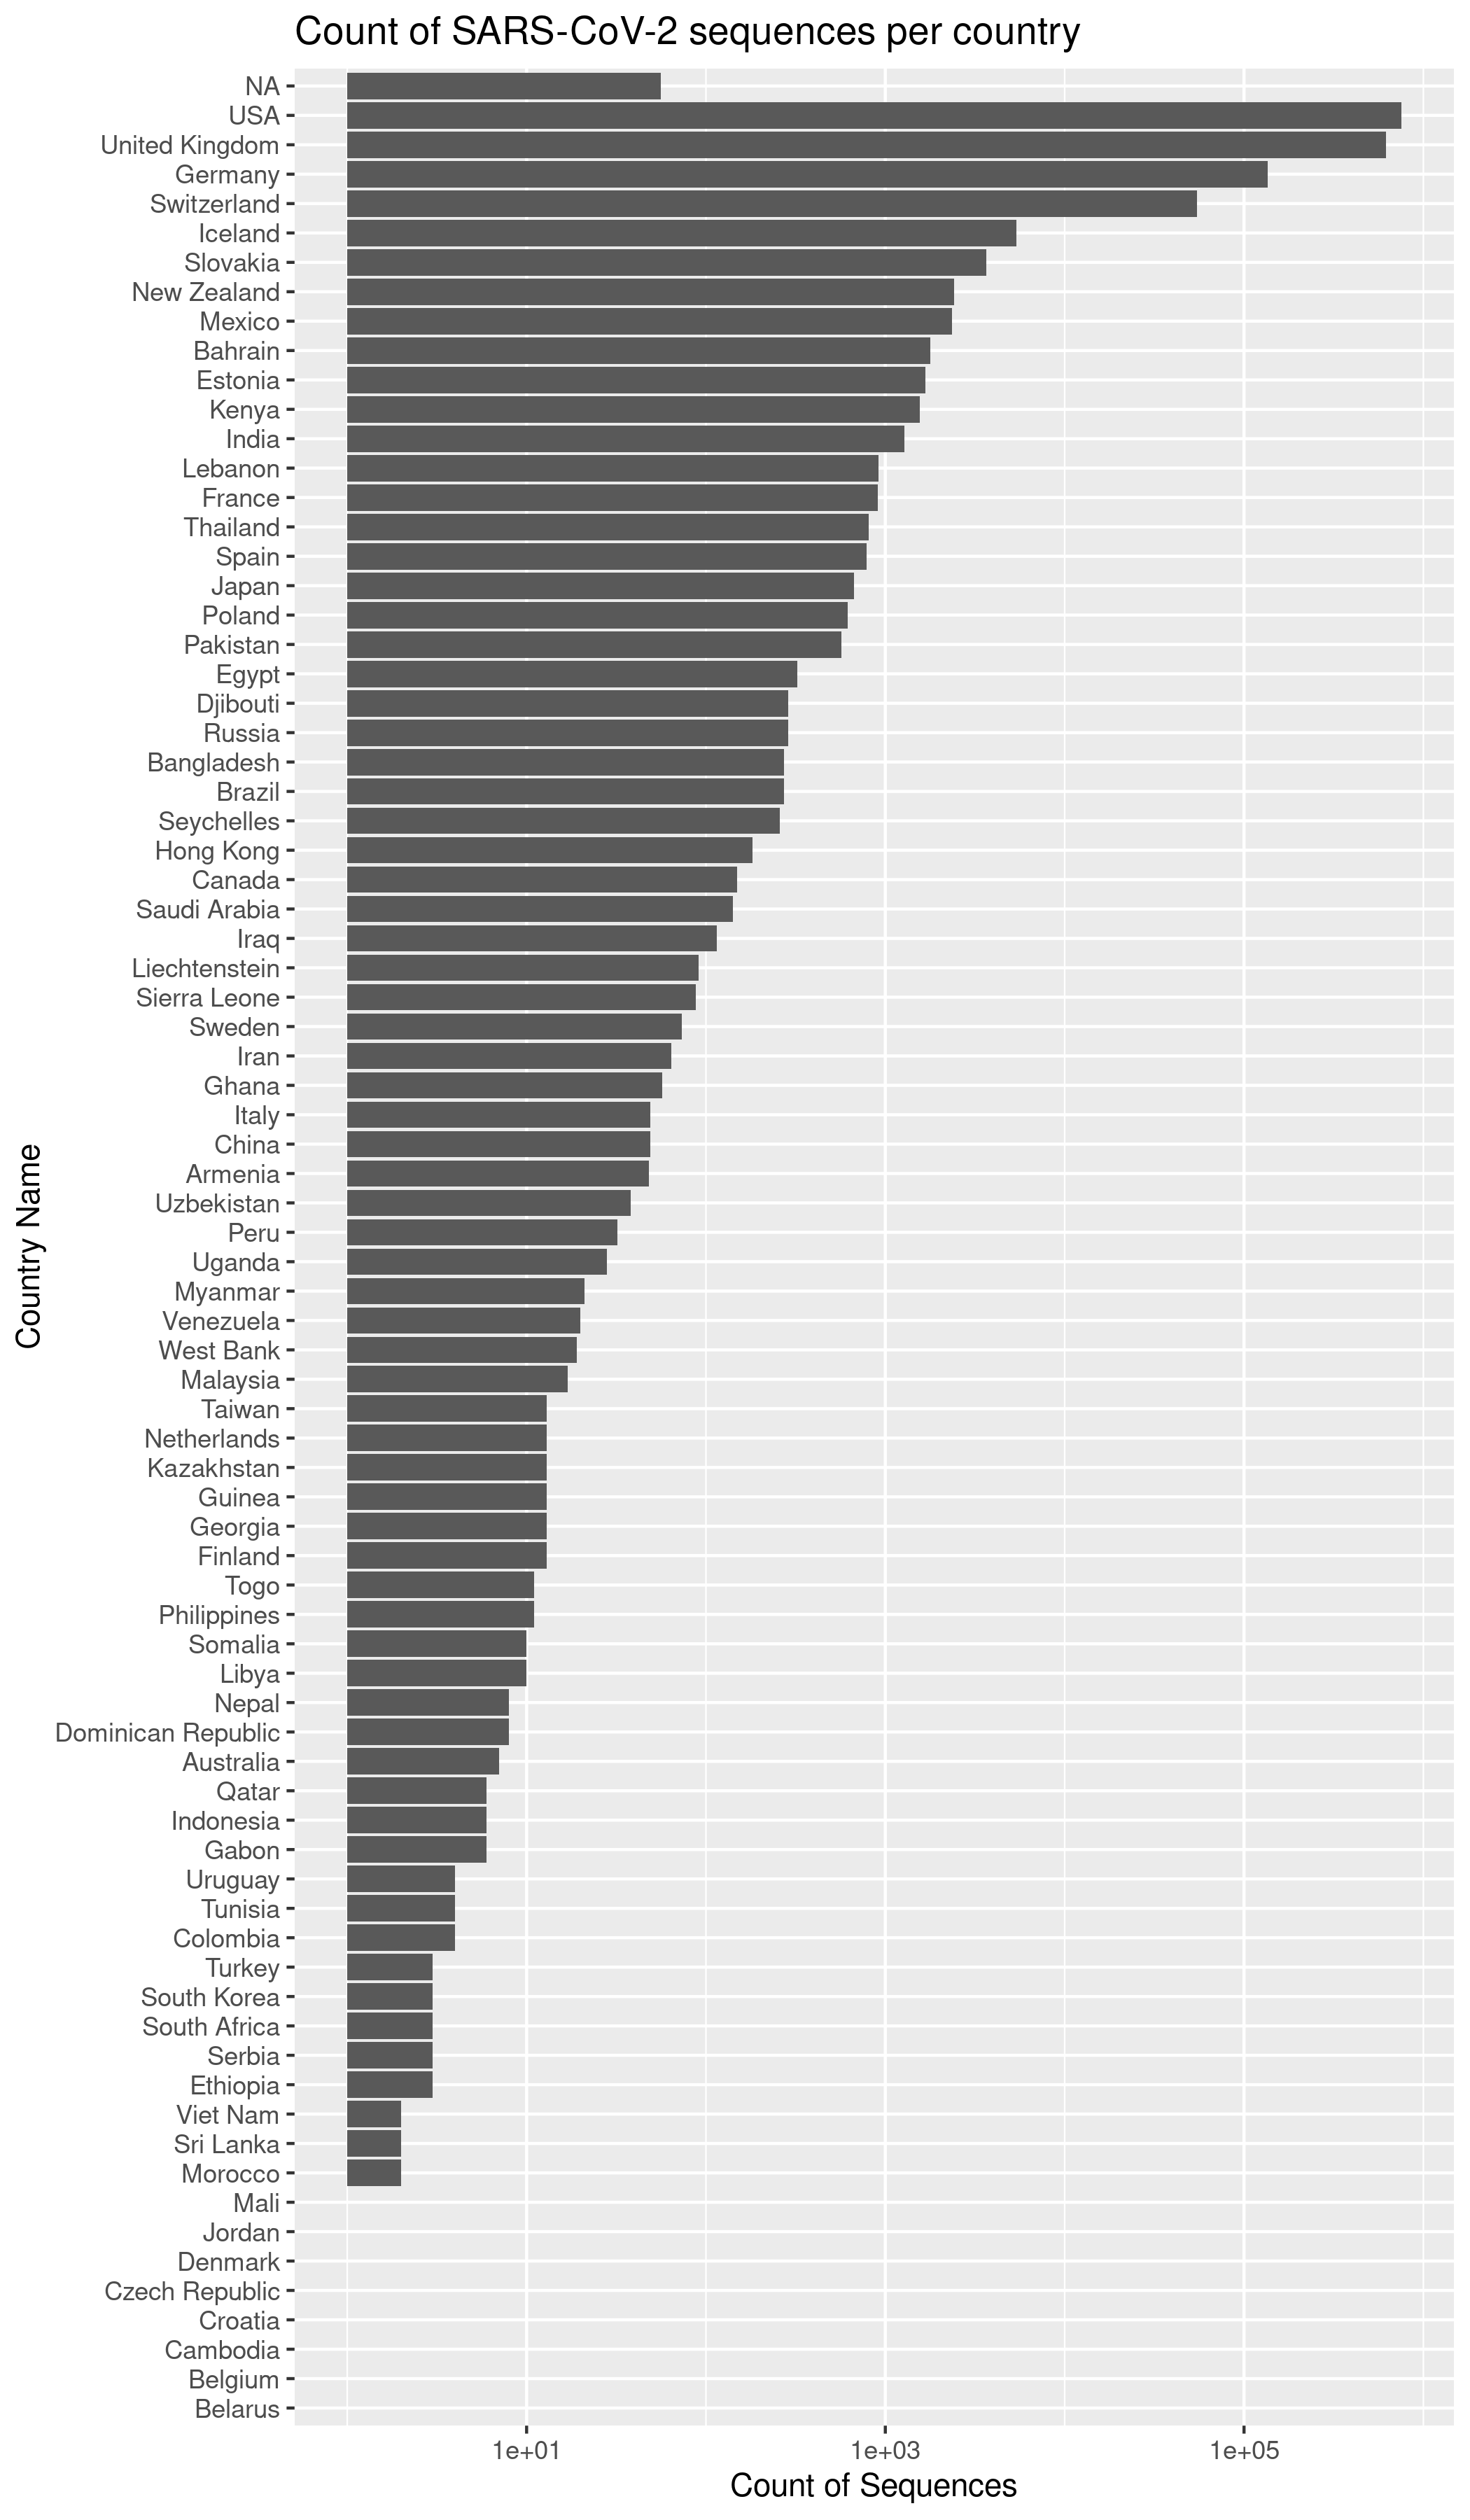 Count of SARS-CoV-2 sequences per country
NA
USA
United Kingdom
Germany
Switzerland
Iceland
Slovakia
New Zealand
Mexico
Bahrain
Estonia
Kenya
India
Lebanon
France
Thailand
Spain
Japan
Poland
Pakistan
Egypt
Djibouti
Russia
Bangladesh
Brazil
Seychelles
Hong Kong
Canada
Saudi Arabia
Iraq
Liechtenstein
Sierra Leone
Sweden
Iran
Ghana
Italy
China
Armenia
Uzbekistan
Peru
Uganda
Myanmar
Venezuela
West Bank
Malaysia
Taiwan
Netherlands
Kazakhstan
Guinea
Georgia
Finland
Togo
Philippines
Somalia
Libya
Nepal
Dominican Republic
Australia
Qatar
Indonesia
Gabon
Uruguay
Tunisia
Colombia
Turkey
South Korea
South Africa
Serbia
Ethiopia
Viet Nam
Sri Lanka
Morocco
Mali
Jordan
Denmark
Czech Republic
Croatia
Cambodia
Belgium
Belarus
Country Name
1e+01 1e+03 1e+05
Count of Sequences